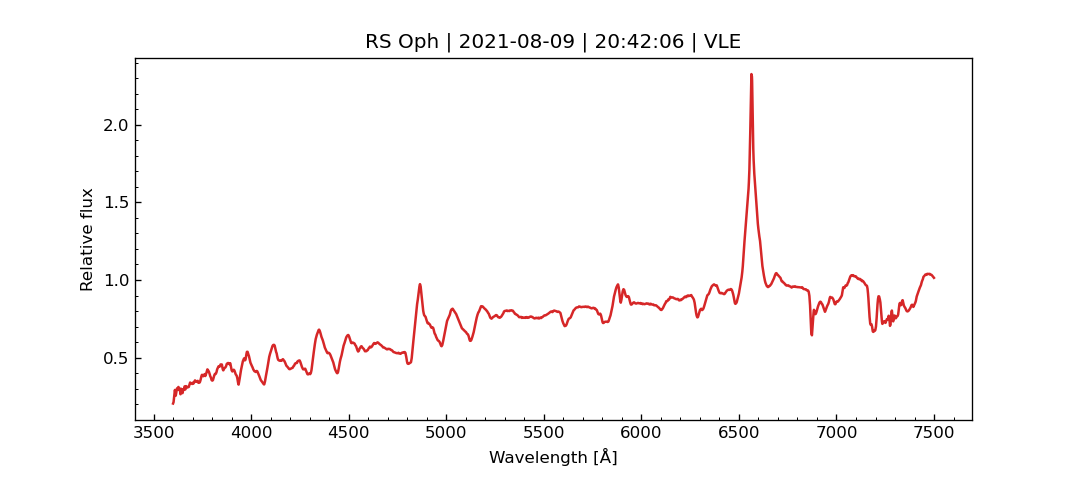 RS Oph | 2021-08-09 | 20:42:06 | VLE
Relative flux
2.0
1.5
1.0
0.5
3500 4000 4500 5000 5500 6000 6500 7000 7500
Wavelength [Å]